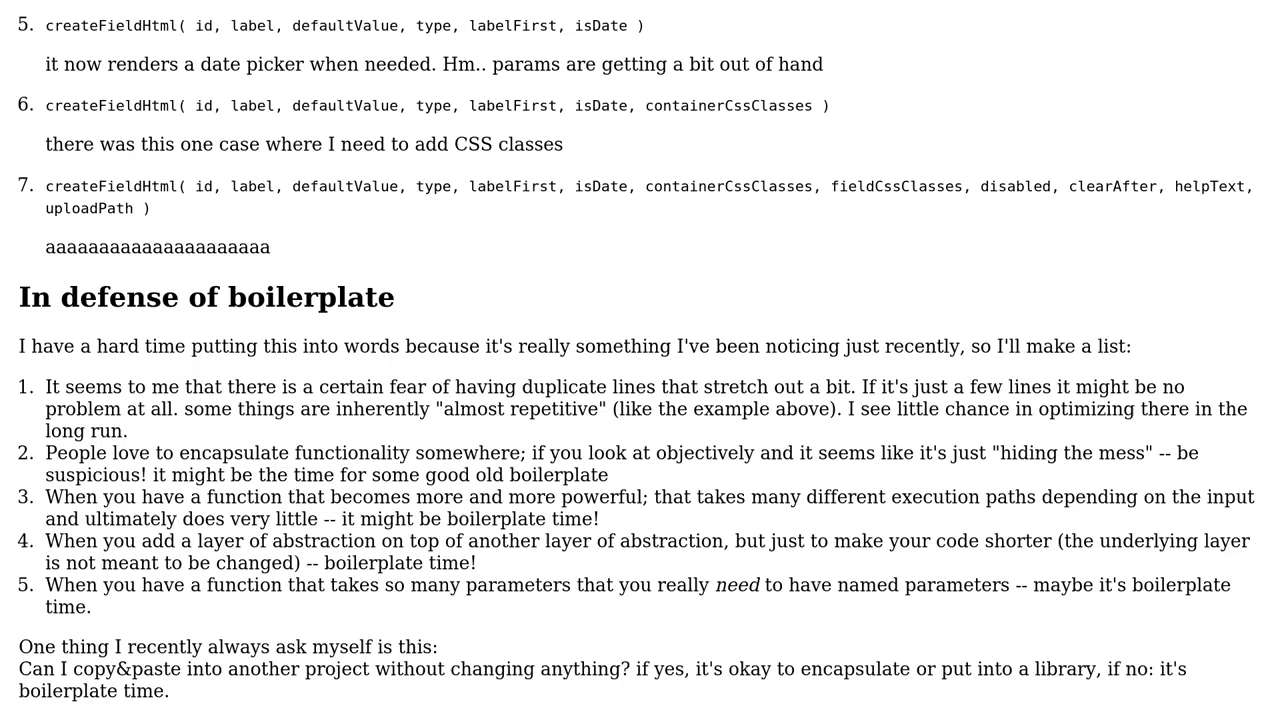 5. createFieldHtml( id, label, defaultValue, type, labelFirst, isDate )
it now renders a date picker when needed. Hm.. params are getting a bit out of hand
6. createFieldHtml( id, label, defaultValue, type, labelFirst, isDate, containerCssClasses )
there was this one case where I need to add CSS classes
7. createFieldHtml( id, label, defaultValue, type, labelFirst, isDate, containerCssClasses, fieldCssClasses, disabled, clearAfter, helpText,
uploadPath )
aaaaaaaaaaaaaaaaaaaaa
In defense of boilerplate
I have a hard time putting this into words because it's really something I've been noticing just recently, so I'll make a list:
1. It seems to me that there is a certain fear of having duplicate lines that stretch out a bit. If it's just a few lines it might be no
problem at all. some things are inherently "almost repetitive" (like the example above). I see little chance in optimizing there in the
long run.
2. People love to encapsulate functionality somewhere; if you look at objectively and it seems like it's just "hiding the mess" -- be
suspicious! it might be the time for some good old boilerplate
3. When you have a function that becomes more and more powerful; that takes many different execution paths depending on the input
and ultimately does very little -- it might be boilerplate time!
4. When you add a layer of abstraction on top of another layer of abstraction, but just to make your code shorter (the underlying layer
is not meant to be changed) -- boilerplate time!
5. When you have a function that takes so many parameters that you really need to have named parameters -- maybe it's boilerplate
time.
One thing I recently always ask myself is this:
Can I copy&paste into another project without changing anything? if yes, it's okay to encapsulate or put into a library, if no: it's
boilerplate time.